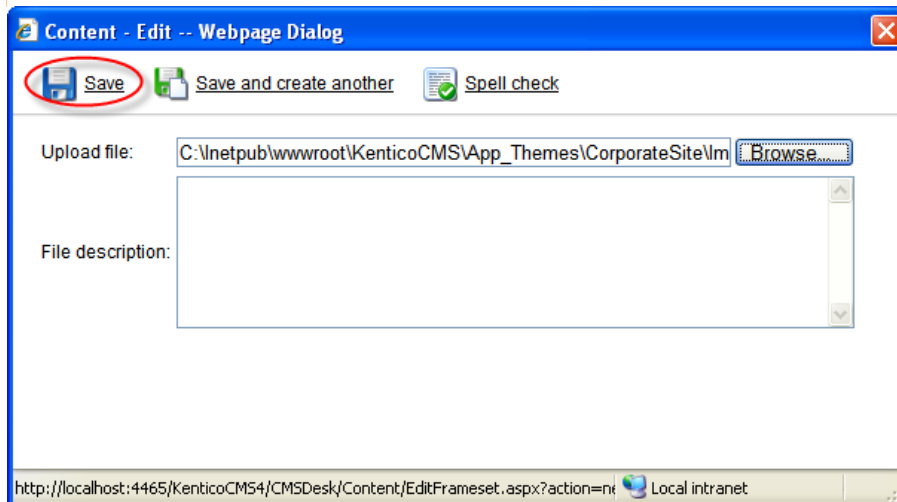 Content - Edit -- Webpage Dialog
Save Save and create another Spell check
Upload file: C:\Inetpub\wwwroot\KenticoCMS\App_Themes\CorporateSite\Im Browse...
File description:
http://localhost:4465/KenticoCMS4/CMSDesk/Content/EditFrameset.aspx?action=ne Local intranet